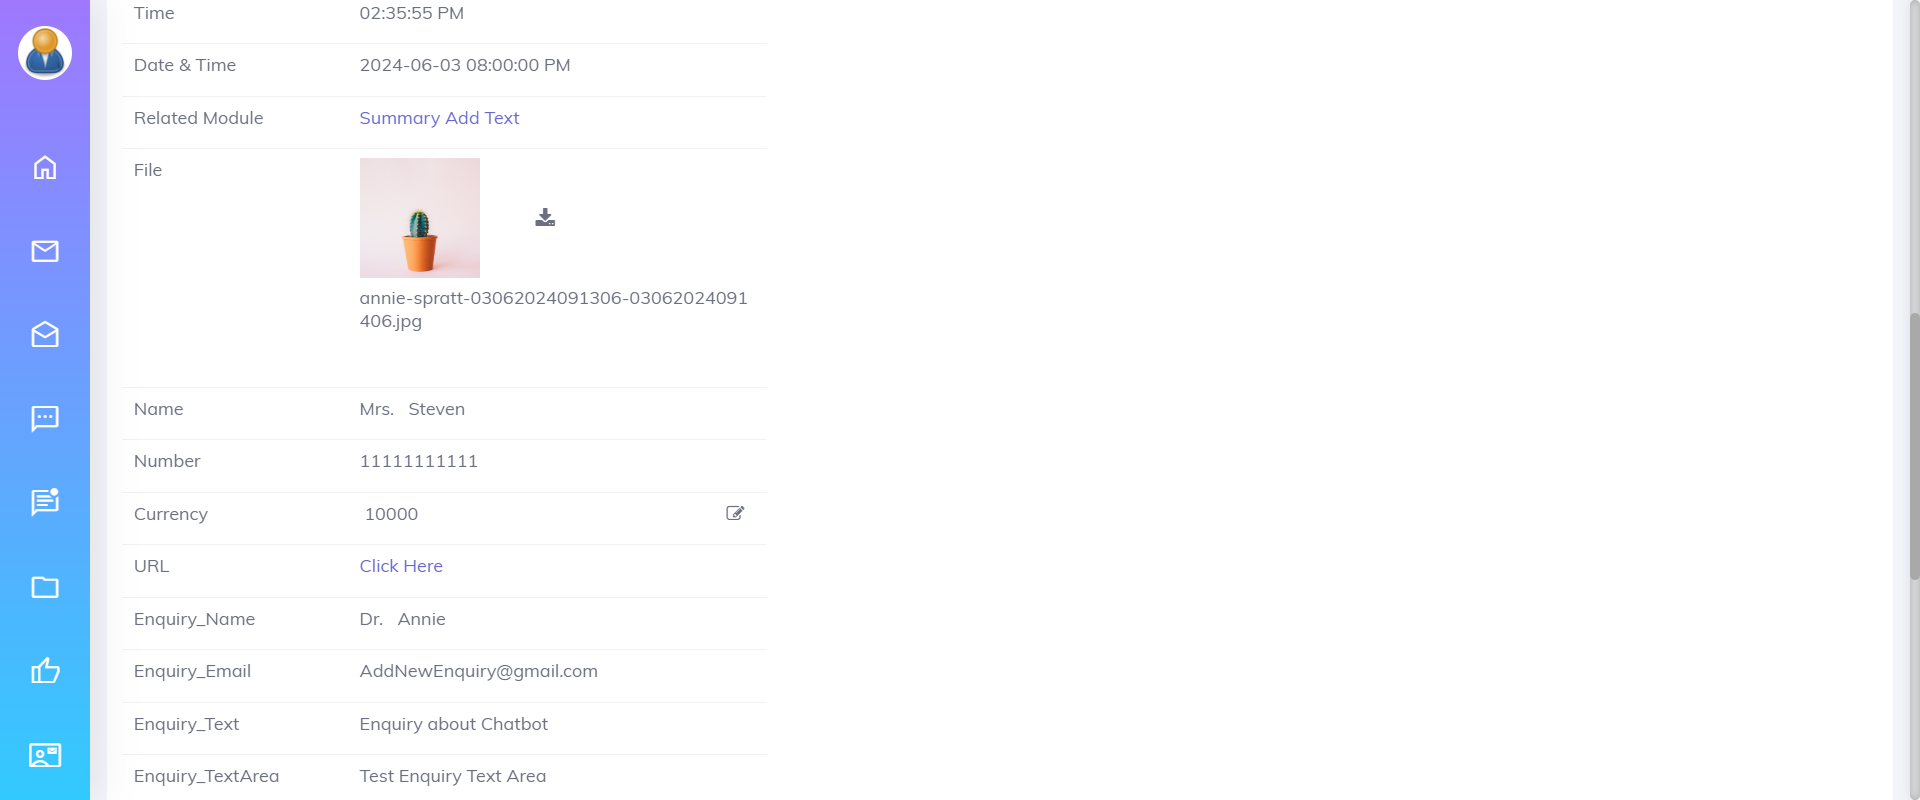 Time 02:35:55 PM
Date & Time 2024-06-03 08:00:00 PM
Related Module Summary Add Text
File
annie-spratt-03062024091306-03062024091
406.jpg
Name Mrs. Steven
Number 11111111111
Currency 10000
URL Click Here
Enquiry_Name Dr. Annie
Enquiry_Email AddNewEnquiry@gmail.com
Enquiry_Text Enquiry about Chatbot
Enquiry_TextArea Test Enquiry Text Area